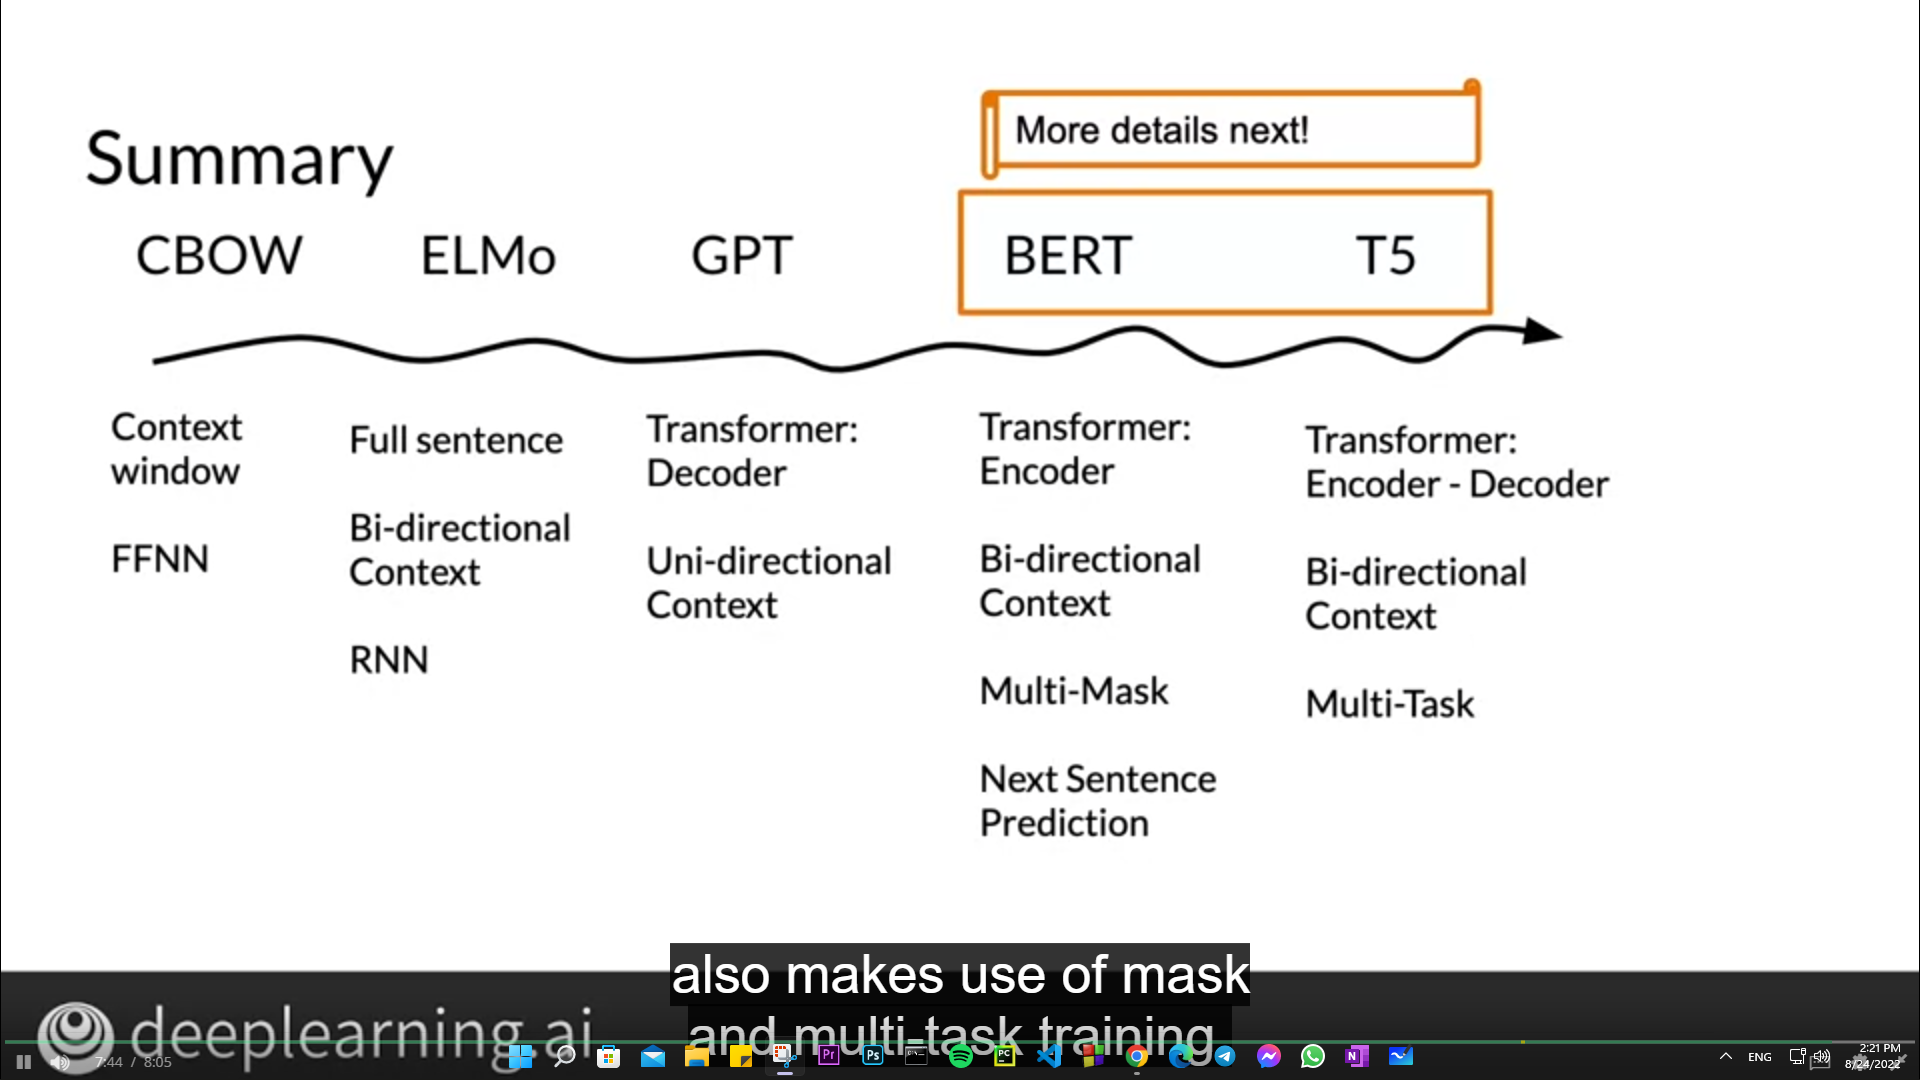 More details next!
Summary
CBOW
ELMo
GPT
BERT
T5
Context
window
FFNN
Full sentence
Bi-directional
Context
RNN
Transformer:
Decoder
Uni-directional
Context
Transformer:
Encoder
Bi-directional
Context
Multi-Mask
Next Sentence
Prediction
Transformer:
Encoder - Decoder
Bi-directional
Context
Multi-Task
also makes use of mask
and multi-task training
deeplearning.ai
7:44 / 8:05
Pr
Ps
PC
N
ENG
2:21 PM
8/24/2022